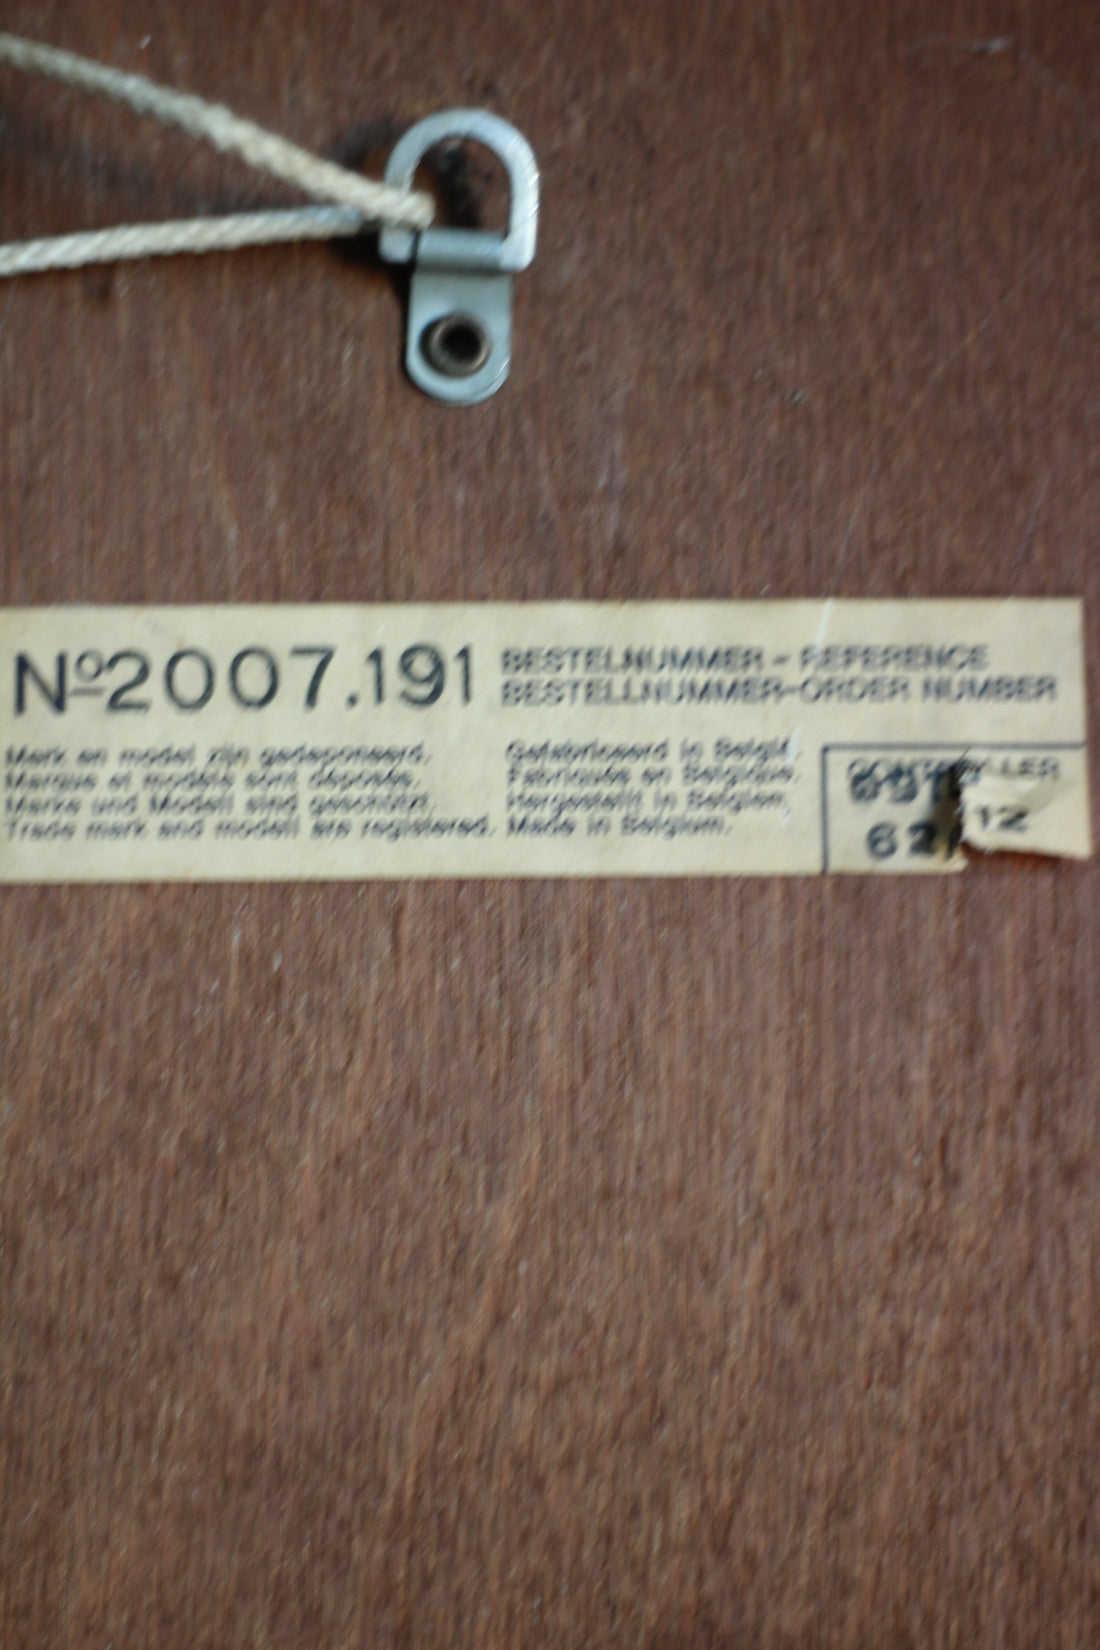 Nº2007.191
BESTELNUMMER - REFERENCE
BESTELLNUMMER-ORDER NUMBER
Merk en model zijn gedeponeerd.
Marque et modèle sont déposés.
Marke und Modell sind geschützt.
Trade mark and modell are registered.
Gefabriceerd in België.
Fabriquée en Belgique.
Hergestellt in Belgien.
Made in Belgium.
62 12